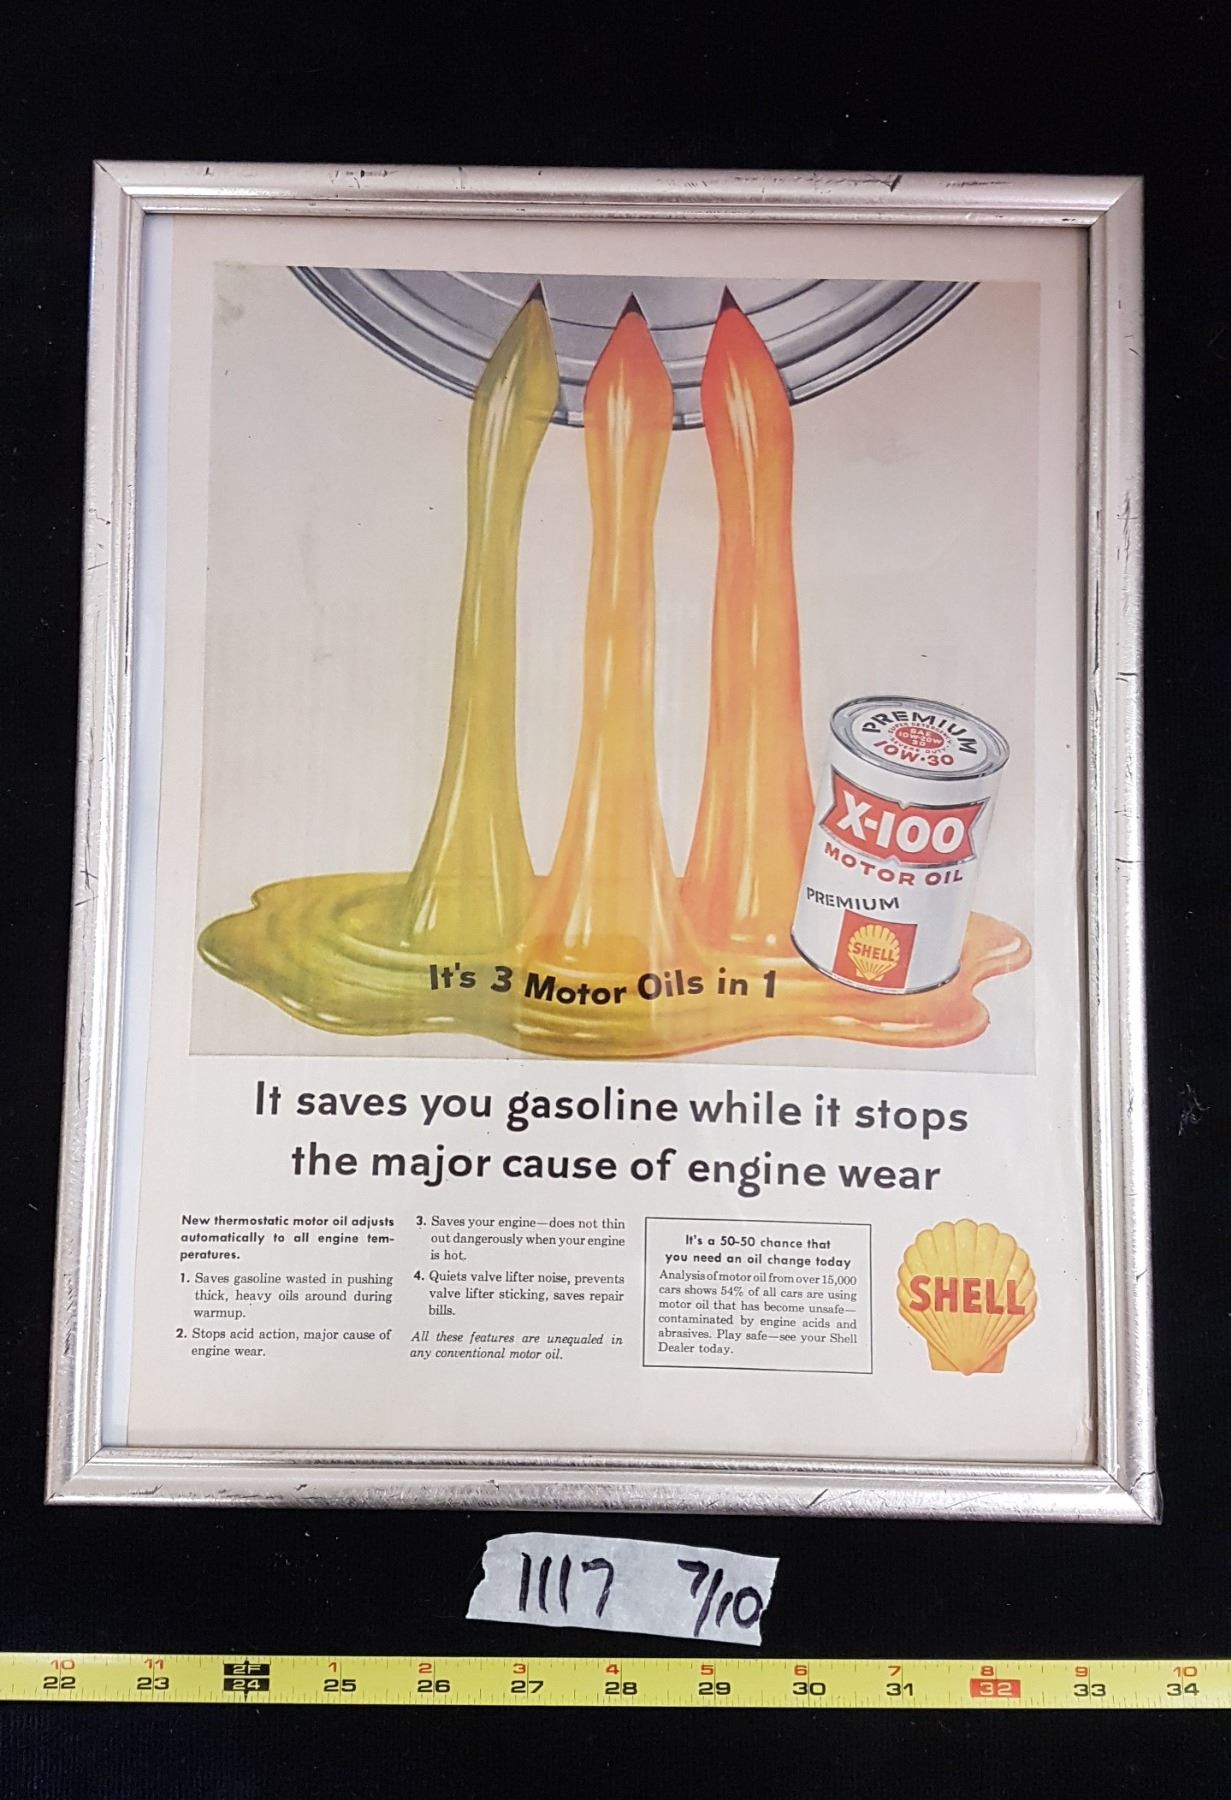 PREMIUM
SAE
10W-20W
30
10W-30
X-100
MOTOR OIL
PREMIUM
SHELL
It's 3 Motor Oils in 1
It saves you gasoline while it stops
the major cause of engine wear
New thermostatic motor oil adjusts
automatically to all engine tem-
peratures.
1. Saves gasoline wasted in pushing
thick, heavy oils around during
warmup.
2. Stops acid action, major cause of
engine wear.
3. Saves your engine—does not thin
out dangerously when your engine
is hot.
4. Quiets valve lifter noise, prevents
valve lifter sticking, saves repair
bills.
All these features are unequaled in
any conventional motor oil.
It's a 50-50 chance that
you need an oil change today
Analysis of motor oil from over 15,000
cars shows 54% of all cars are using
motor oil that has become unsafe—
contaminated by engine acids and
abrasives. Play safe—see your Shell
Dealer today.
SHELL
1117 7/10
10 11 2F 1 2 3 4 5 6 7 8 9 10
22 23 24 25 26 27 28 29 30 31 32 33 34